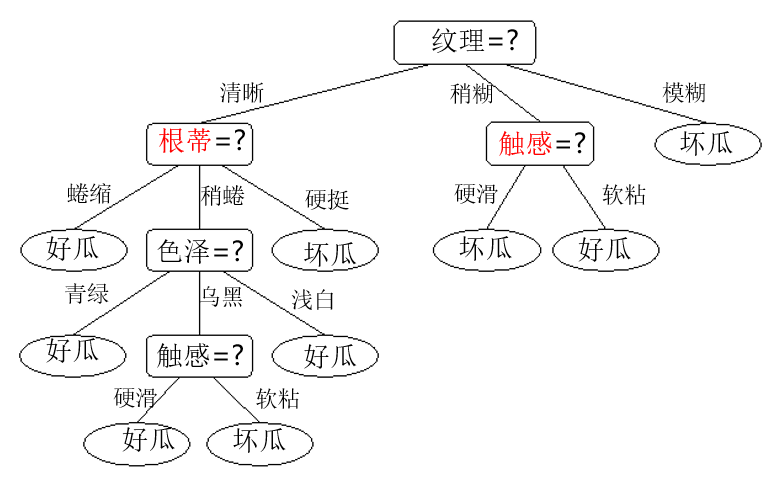 纹理=?
清晰
稍糊
模糊
根蒂=?
触感=?
坏瓜
蜷缩
稍蜷
硬挺
硬滑
软粘
好瓜
色泽=?
坏瓜
坏瓜
好瓜
青绿
乌黑
浅白
好瓜
触感=?
好瓜
硬滑
软粘
好瓜
坏瓜